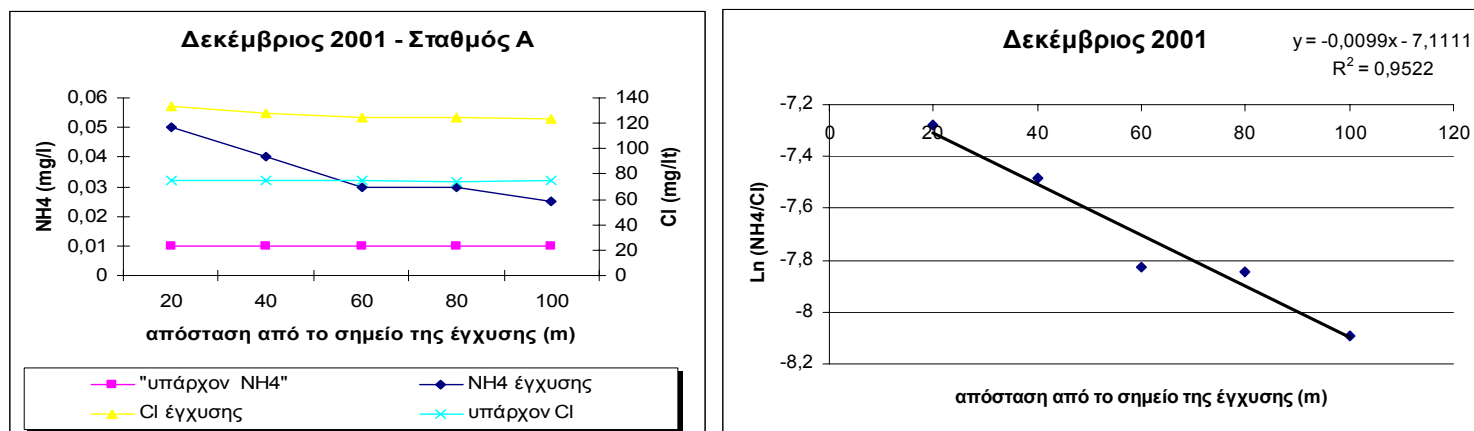 Δεκέμβριος 2001 - Σταθμός Α
NH4 (mg/l)
0,06
0,05
0,04
0,03
0,02
0,01
0
140
120
100
80
60
40
20
0
Cl (mg/lt)
20 40 60 80 100
απόσταση από το σημείο της έγχυσης (m)
"υπάρχον NH4" NH4 έγχυσης
Cl έγχυσης υπάρχον Cl
Δεκέμβριος 2001
y = -0,0099x - 7,1111
R² = 0,9522
Ln (NH4/Cl)
-7,2
-7,4
-7,6
-7,8
-8
-8,2
0 20 40 60 80 100 120
απόσταση από το σημείο της έγχυσης (m)